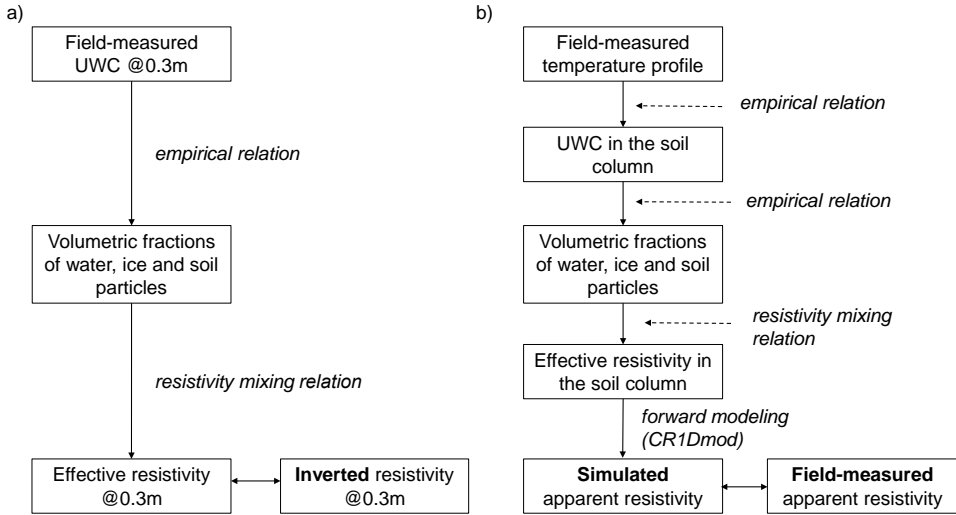 a)
Field-measured
UWC @0.3m
empirical relation
Volumetric fractions
of water, ice and soil
particles
resistivity mixing relation
Effective resistivity
@0.3m
Inverted resistivity
@0.3m
b)
Field-measured
temperature profile
empirical relation
UWC in the soil
column
empirical relation
Volumetric fractions
of water, ice and soil
particles
resistivity mixing
relation
Effective resistivity in
the soil column
forward modeling
(CR1Dmod)
Simulated
apparent resistivity
Field-measured
apparent resistivity